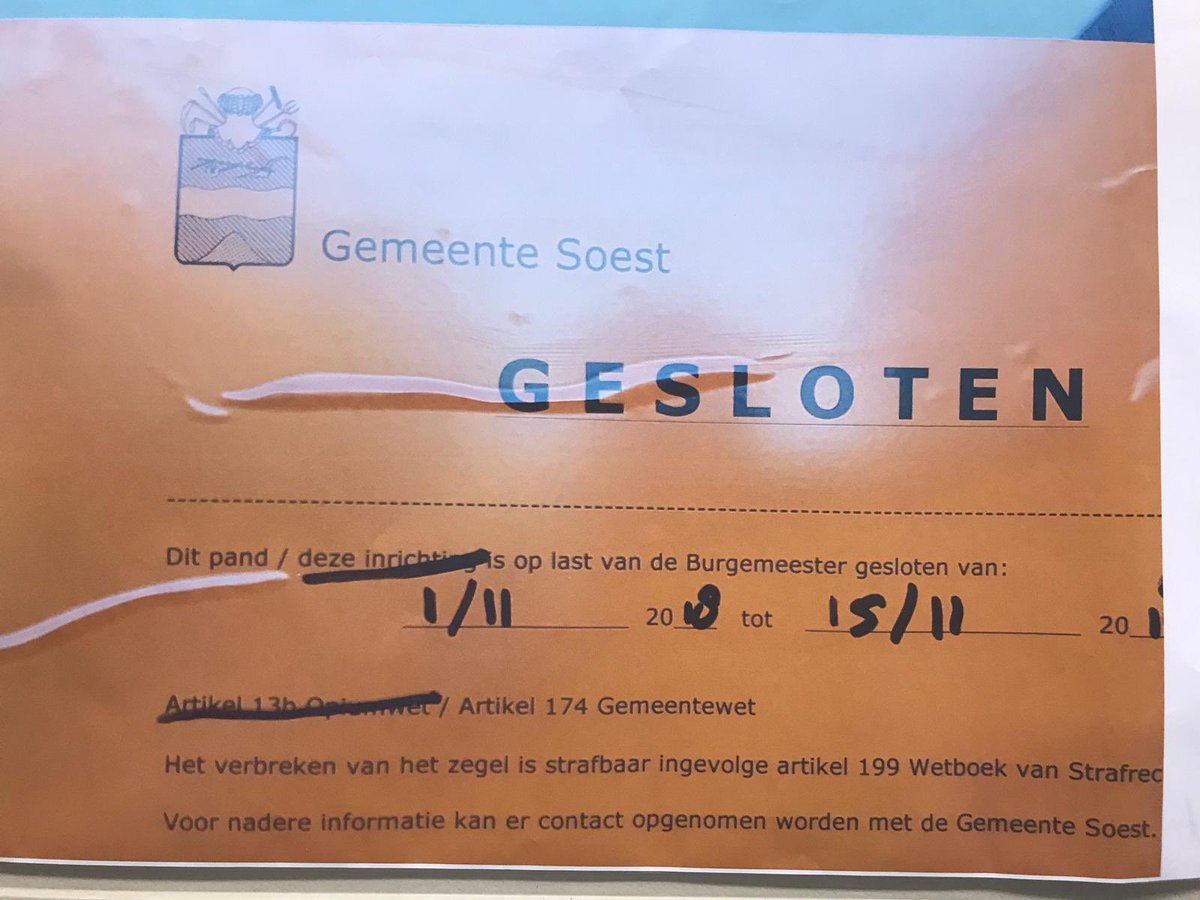 Gemeente Soest
GESLOTEN
Dit pand / deze inrichting is op last van de Burgemeester gesloten van:
1/11 2018 tot 15/11 201
Artikel 13b Opiumwet / Artikel 174 Gemeentewet
Het verbreken van het zegel is strafbaar ingevolge artikel 199 Wetboek van Strafrec
Voor nadere informatie kan er contact opgenomen worden met de Gemeente Soest.